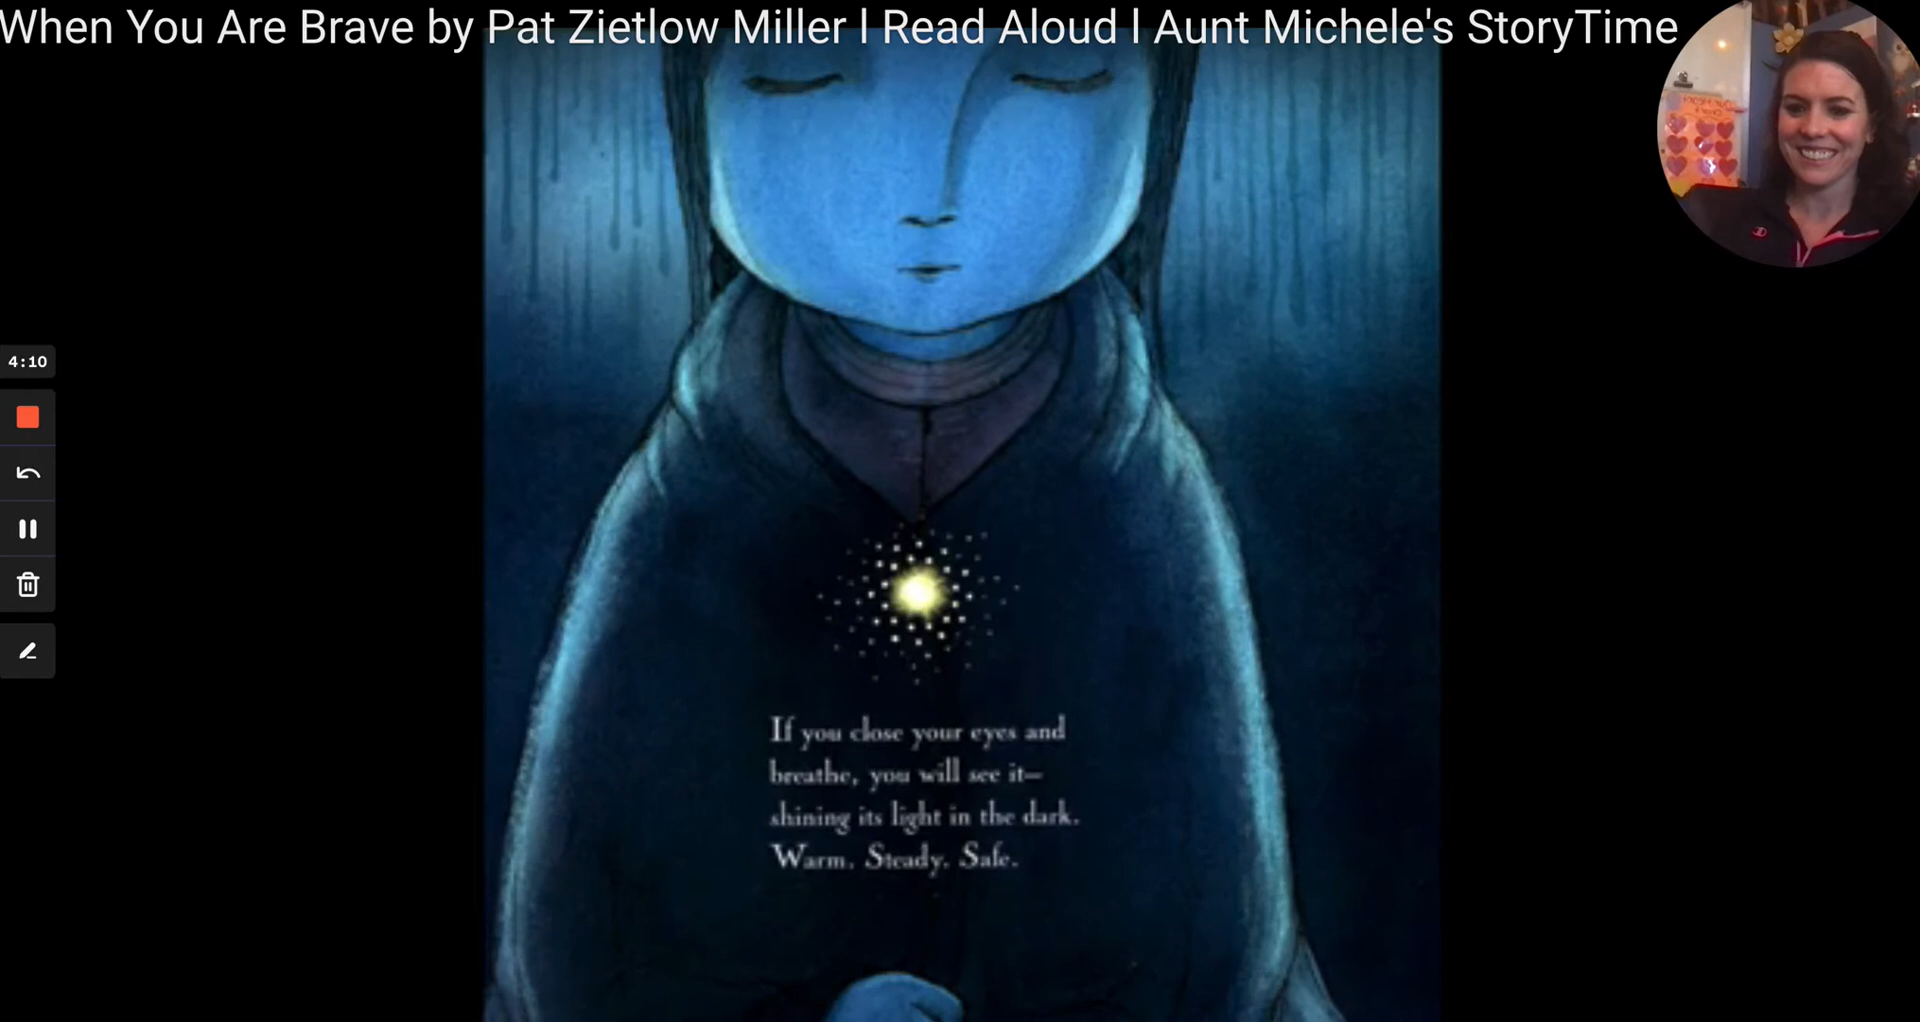 When You Are Brave by Pat Zietlow Miller l Read Aloud l Aunt Michele's StoryTime
4:10
If you close your eyes and
breathe, you will see it—
shining its light in the dark.
Warm. Steady. Safe.